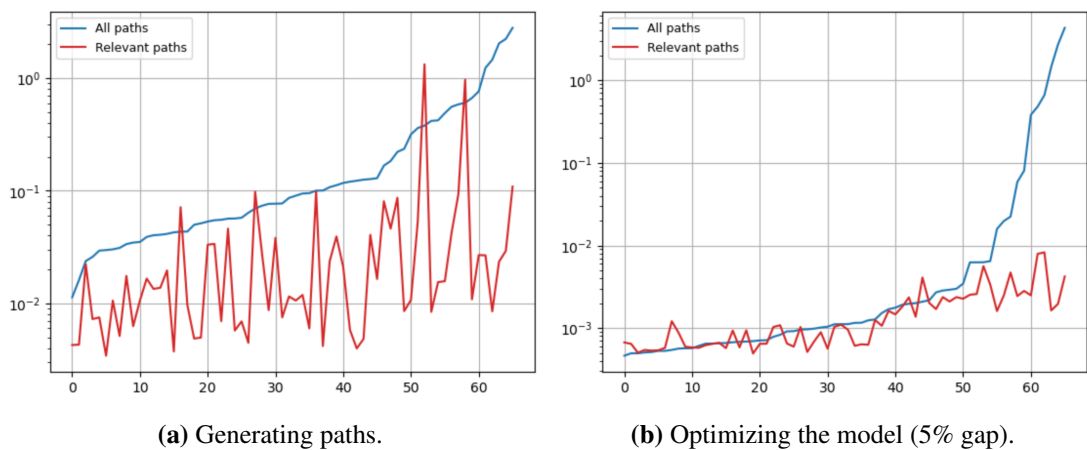 All paths
Relevant paths
10^0
10^-1
10^-2
0 10 20 30 40 50 60
(a) Generating paths.
All paths
Relevant paths
10^0
10^-1
10^-2
10^-3
0 10 20 30 40 50 60
(b) Optimizing the model (5% gap).